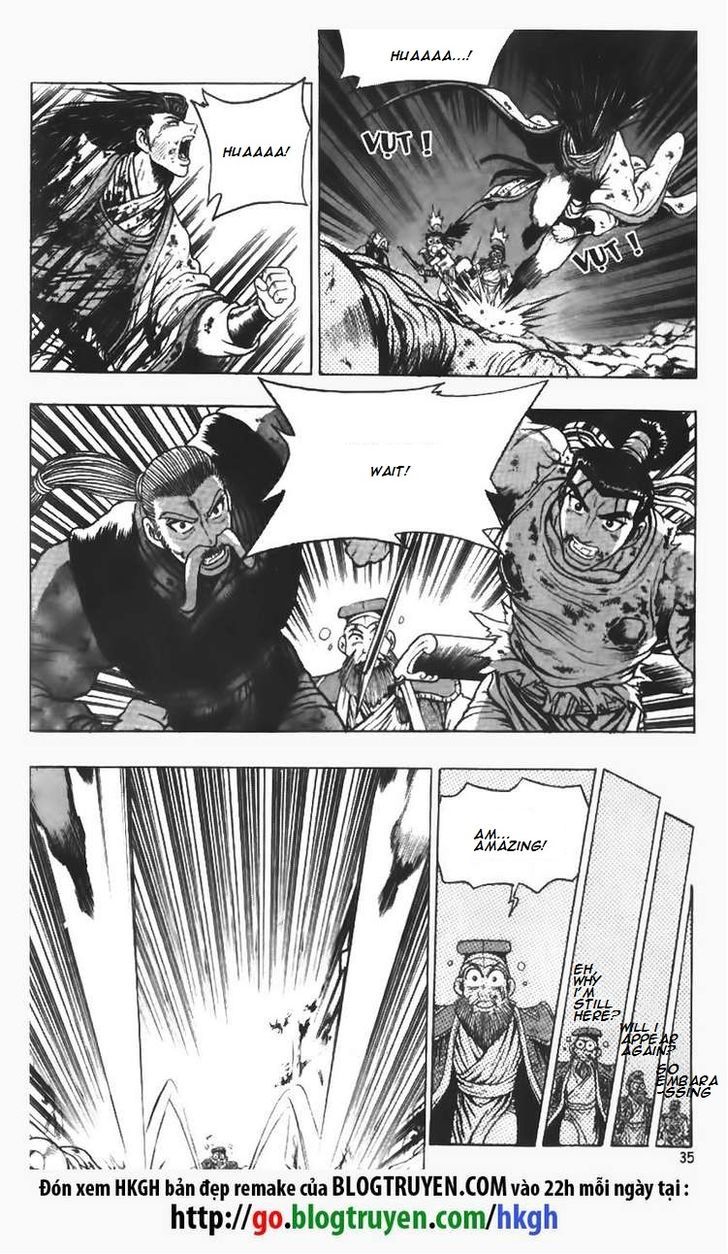 HUAAAA...!
HUAAAA!
VỤT !
VỤT !
WAIT!
AM...
AMAZING!
EH,
WHY
I'M
STILL
HERE?
WILL I
APPEAR
AGAIN?
SO
EMBARA
-SSING
35
Đón xem HKGH bản đẹp remake của BLOGTRUYEN.COM vào 22h mỗi ngày tại :
http://go.blogtruyen.com/hkgh